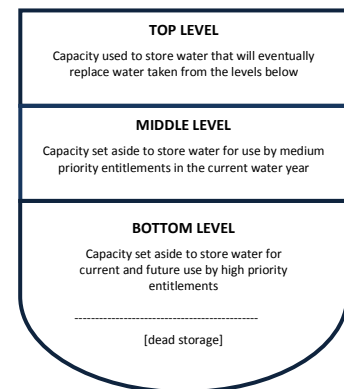 TOP LEVEL
Capacity used to store water that will eventually
replace water taken from the levels below
MIDDLE LEVEL
Capacity set aside to store water for use by medium
priority entitlements in the current water year
BOTTOM LEVEL
Capacity set aside to store water for
current and future use by high priority
entitlements
--------------------------------------------
[dead storage]